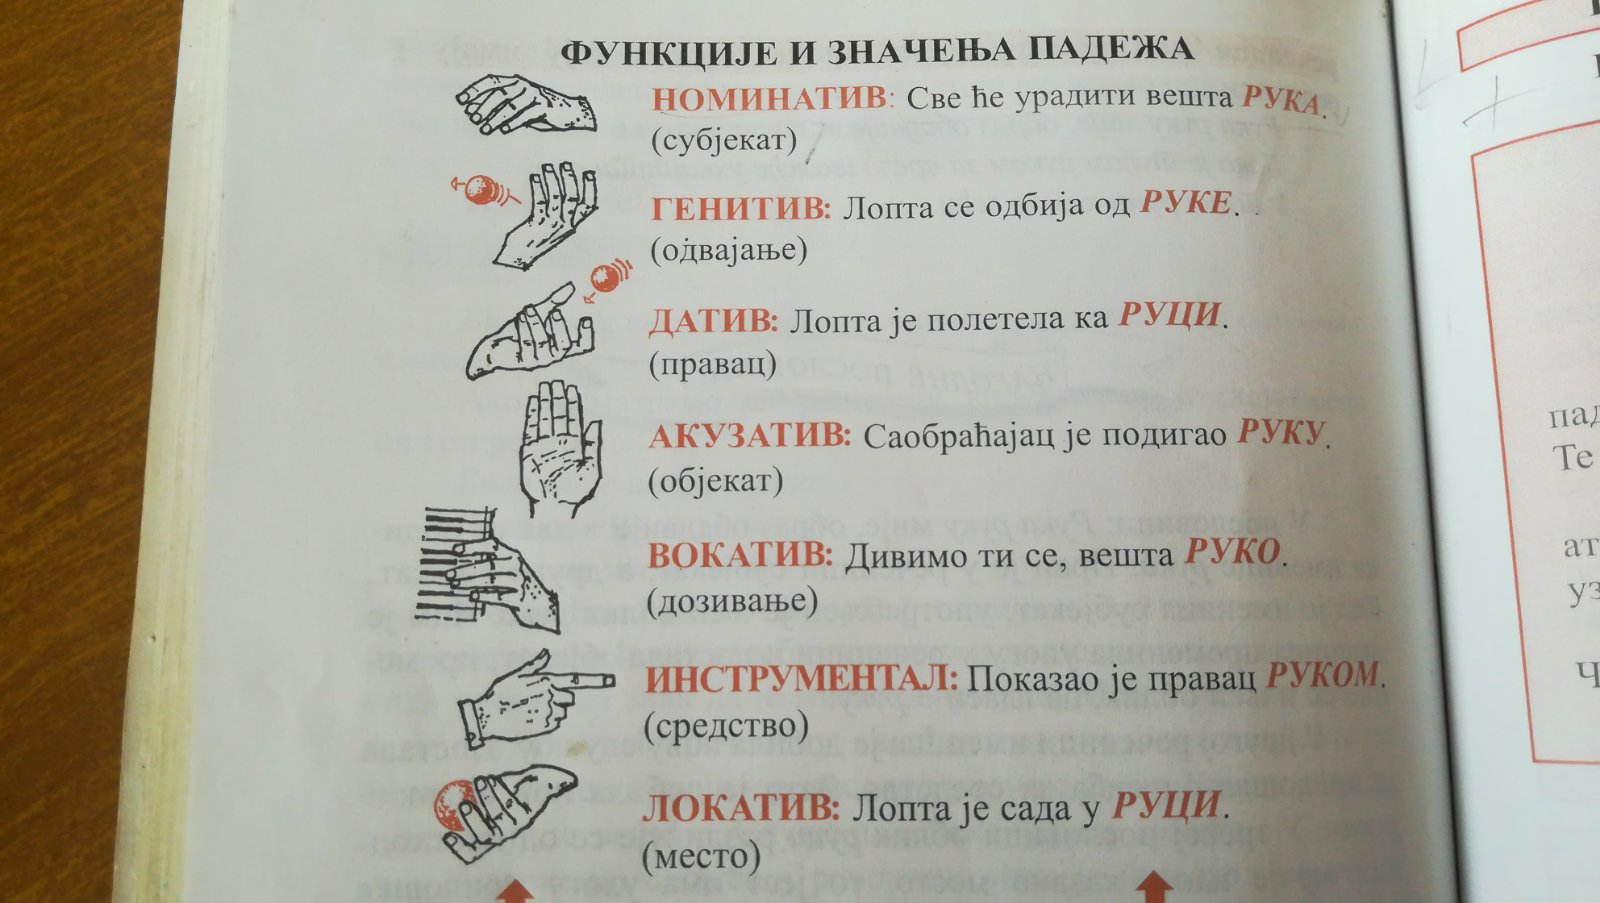 ФУНКЦИЈЕ И ЗНАЧЕЊА ПАДЕЖА
НОМИНАТИВ: Све ће урадити вешта РУКА.
(субјекат)
ГЕНИТИВ: Лопта се одбија од РУКЕ.
(одвајање)
ДАТИВ: Лопта је полетела ка РУЦИ.
(правац)
АКУЗАТИВ: Саобраћајац је подигао РУКУ.
(објекат)
ВОКАТИВ: Дивимо ти се, вешта РУКО.
(дозивање)
ИНСТРУМЕНТАЛ: Показао је правац РУКОМ.
(средство)
ЛОКАТИВ: Лопта је сада у РУЦИ.
(место)
Те